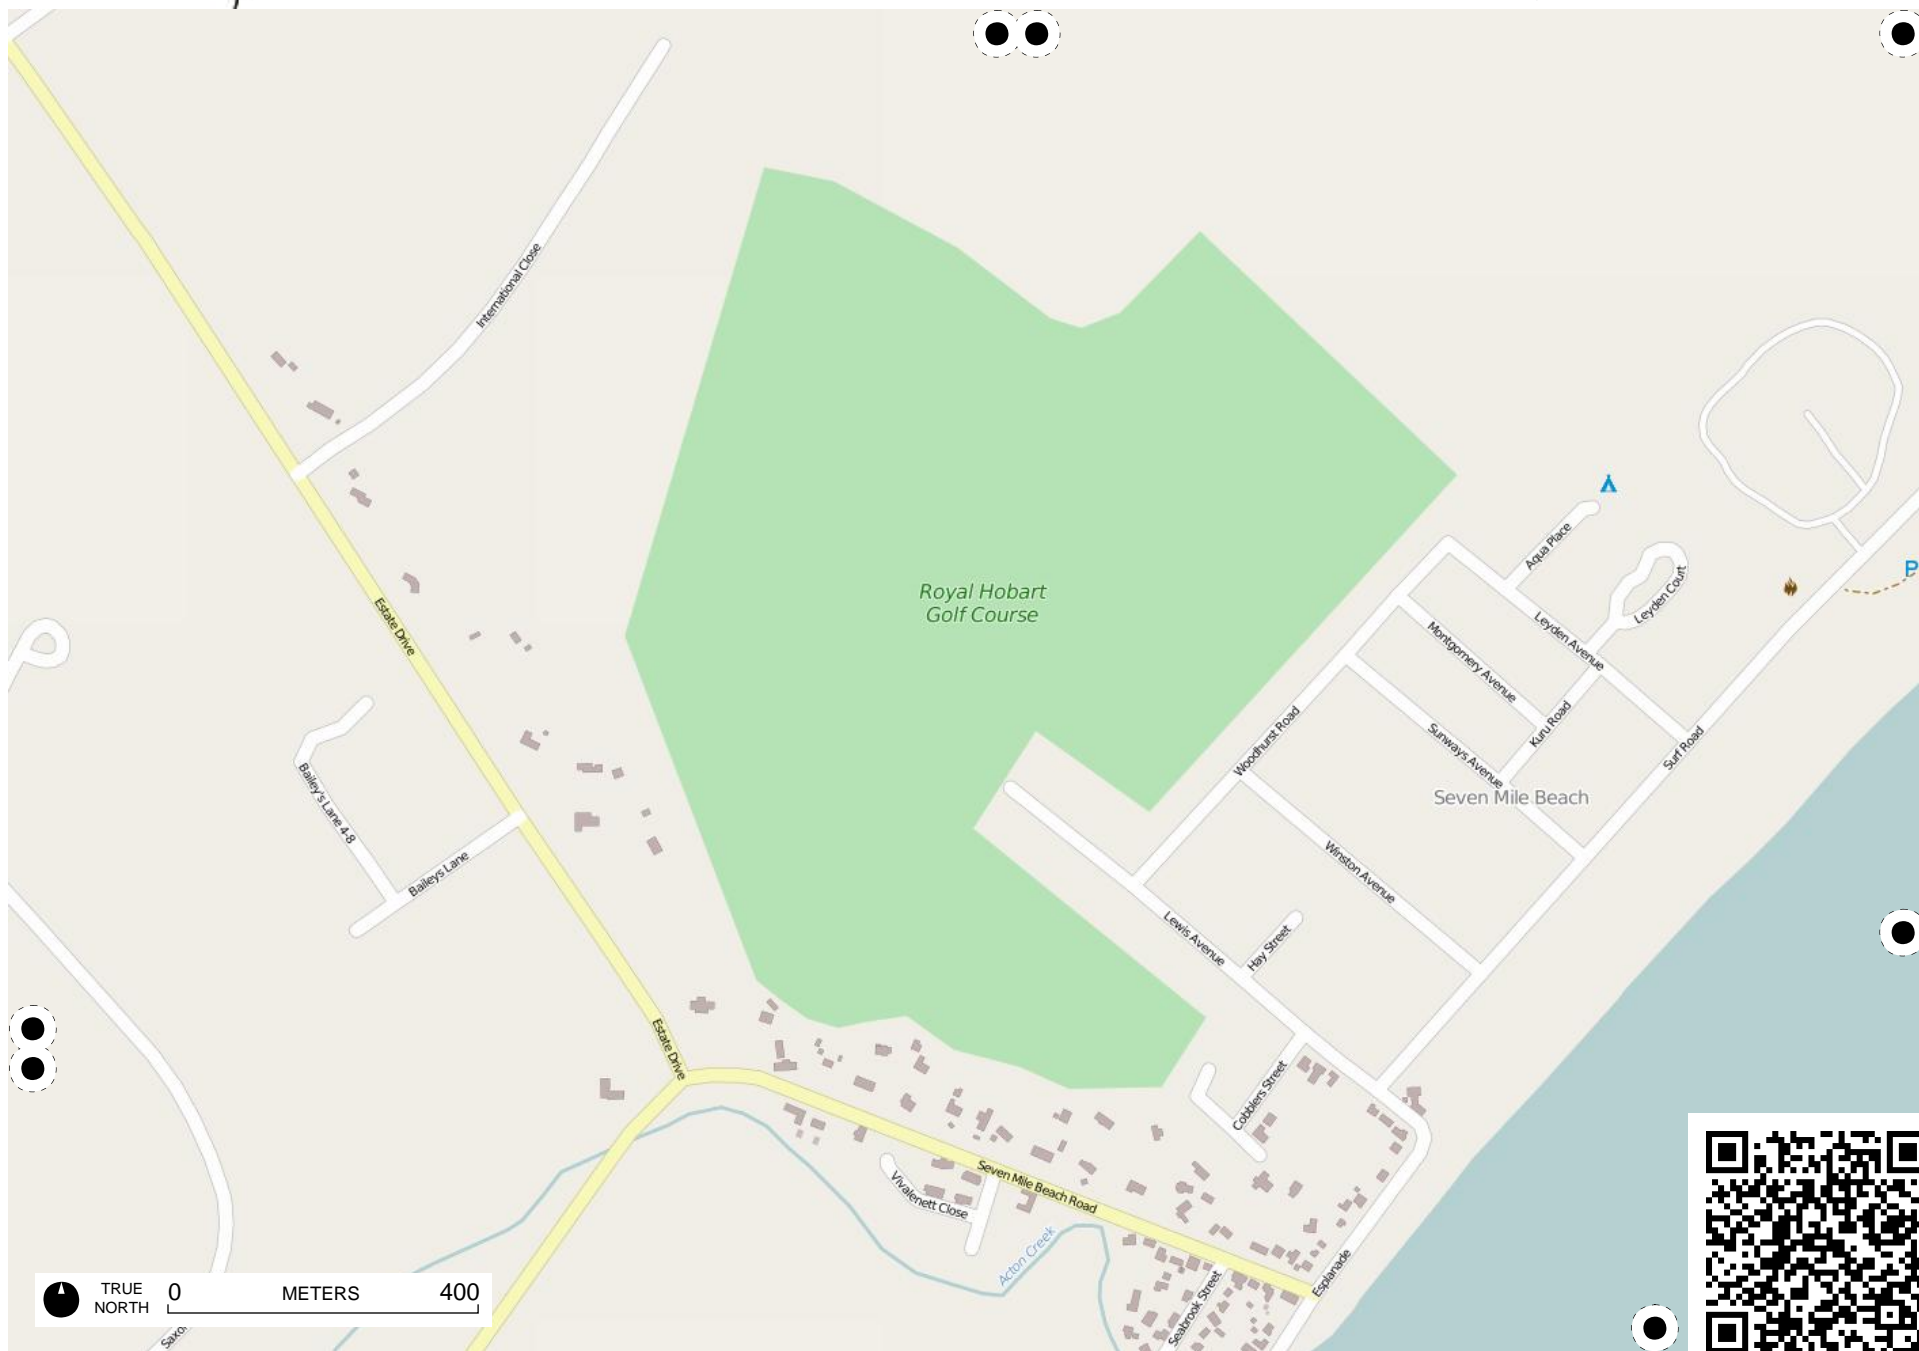 International Close
Estate Drive
Royal Hobart
Golf Course
Aqua Place
Leyden Court
P
Leyden Avenue
Montgomery Avenue
Kuru Road
Sunways Avenue
Surf Road
Woodhurst Road
Seven Mile Beach
Bailey's Lane 4-8
Baileys Lane
Winston Avenue
Lewis Avenue
Hay Street
Estate Drive
Cobblers Street
Seven Mile Beach Road
Vivalenett Close
Acton Creek
Esplanade
Seabrook Street
TRUE
NORTH
0 METERS 400